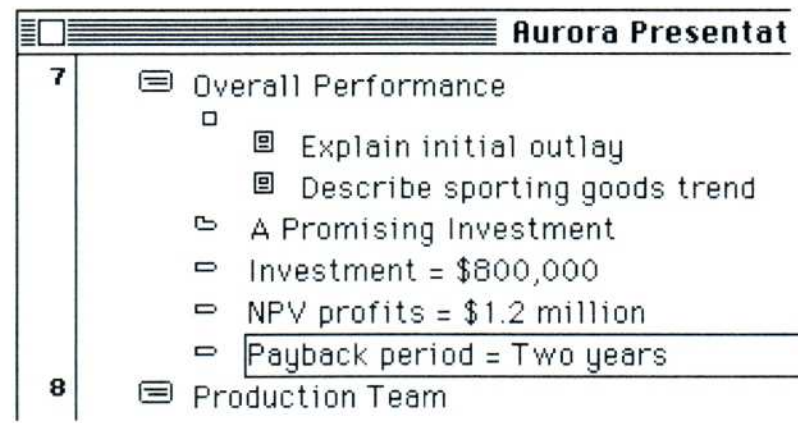 Aurora Presentat
7 Overall Performance
Explain initial outlay
Describe sporting goods trend
A Promising Investment
Investment = $800,000
NPV profits = $1.2 million
Payback period = Two years
8 Production Team